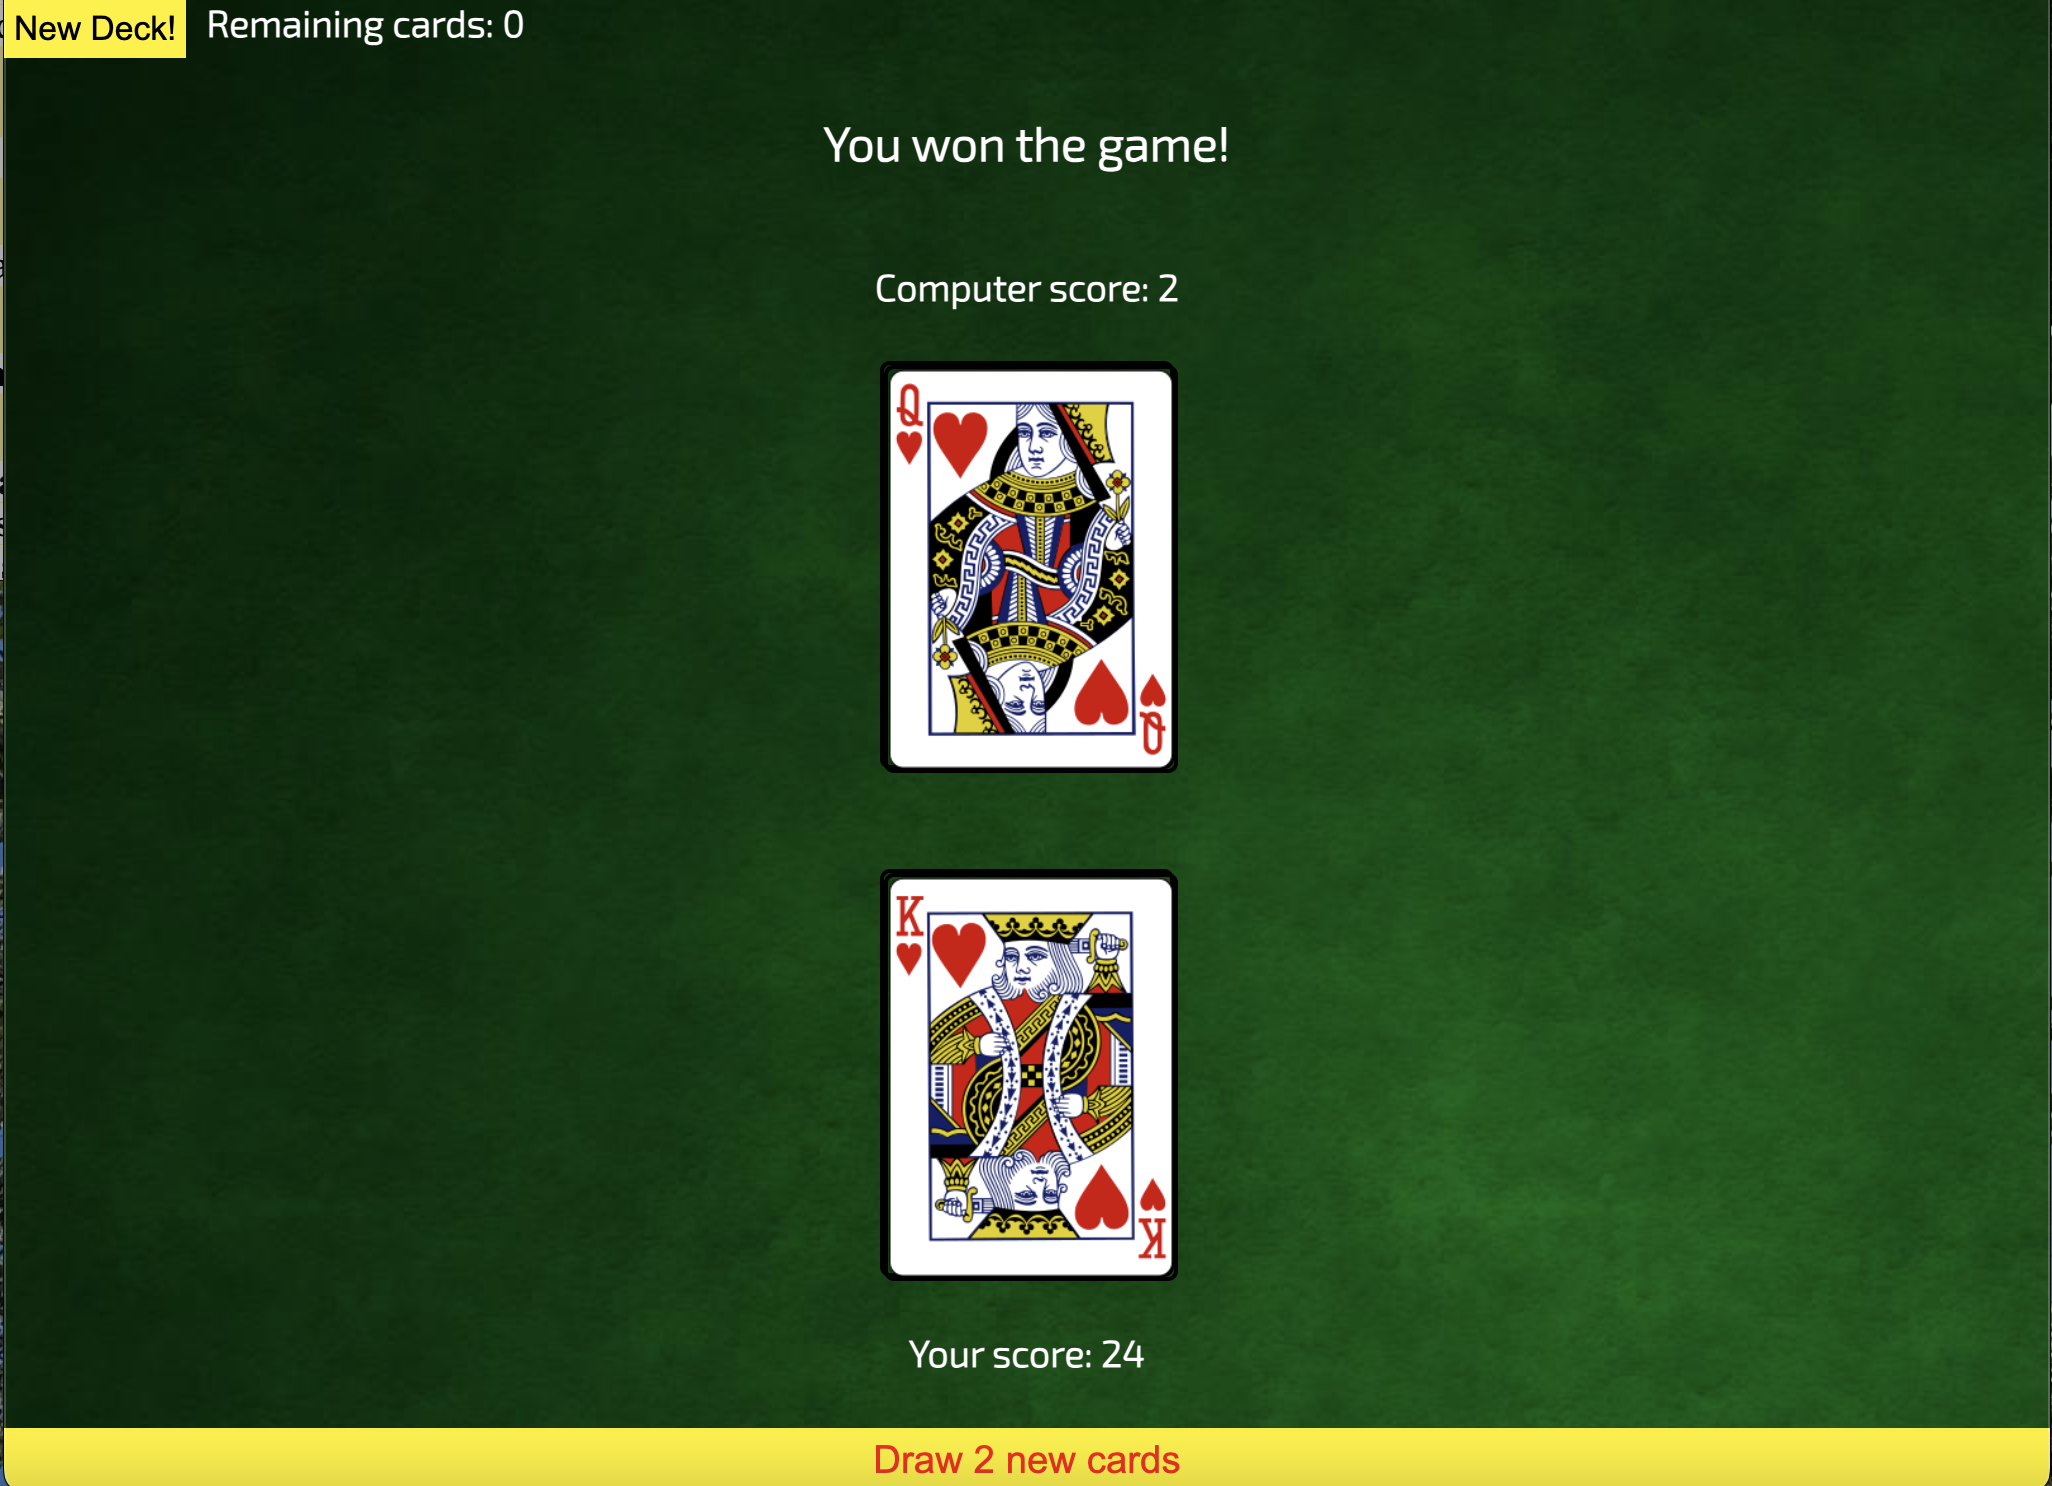 New Deck! Remaining cards: 0
You won the game!
Computer score: 2
Q
Q
K
K
Your score: 24
Draw 2 new cards